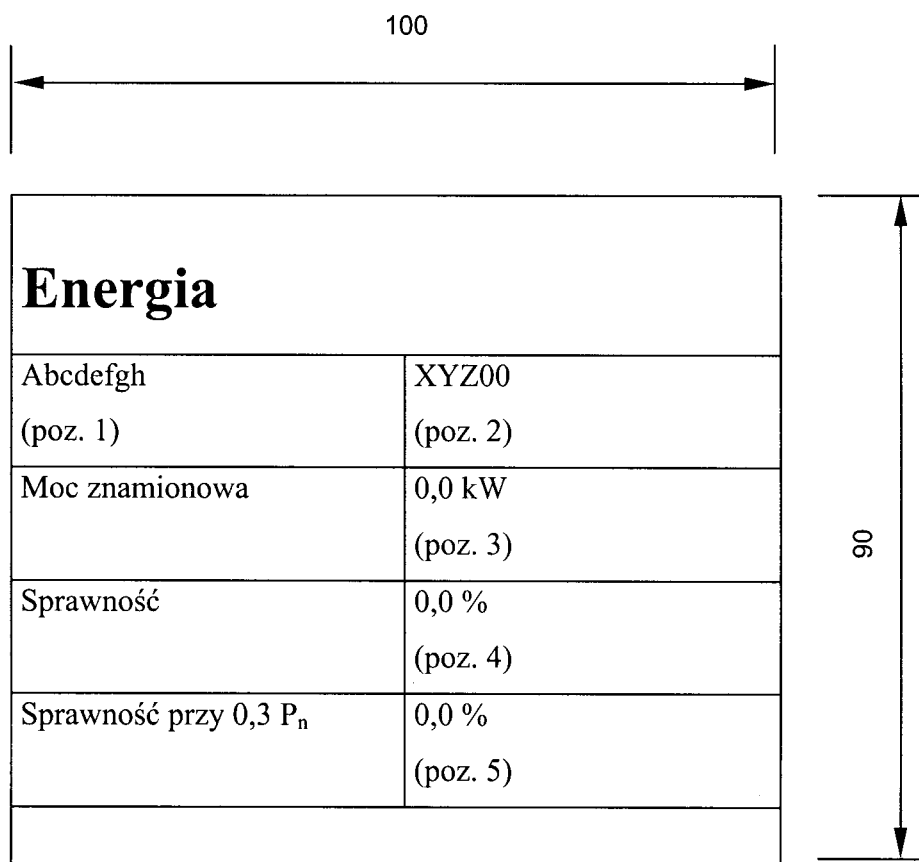 100
Energia
Abcdefgh
(poz. 1)
XYZ00
(poz. 2)
Moc znamionowa
0,0 kW
(poz. 3)
Sprawność
0,0 %
(poz. 4)
Sprawność przy 0,3 Pn
0,0 %
(poz. 5)
90